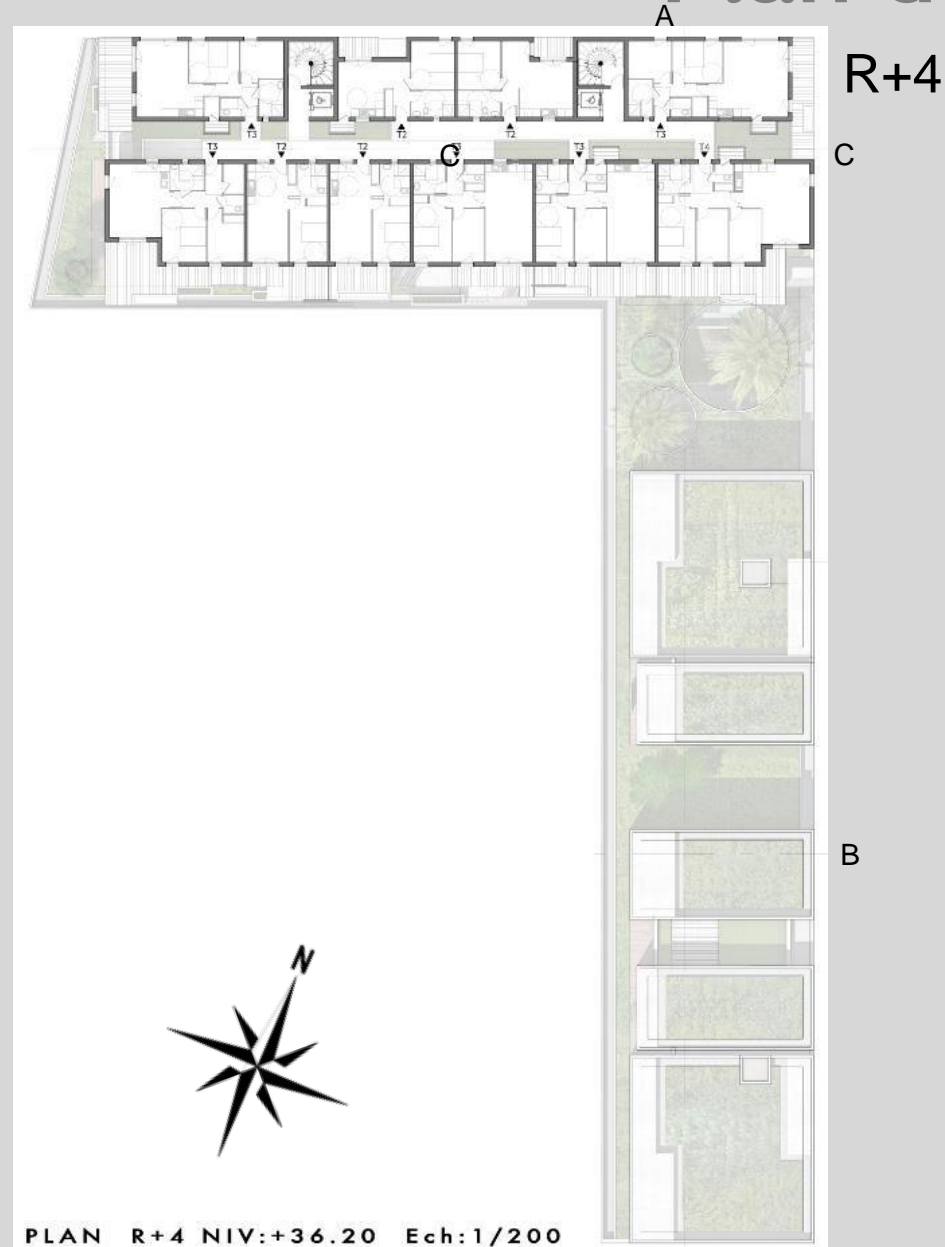 A
R+4
T3 T2 T2 T3
T3 T2 T2 C T3 T4 C
B
N
PLAN R+4 NIV:+36.20 Ech:1/200